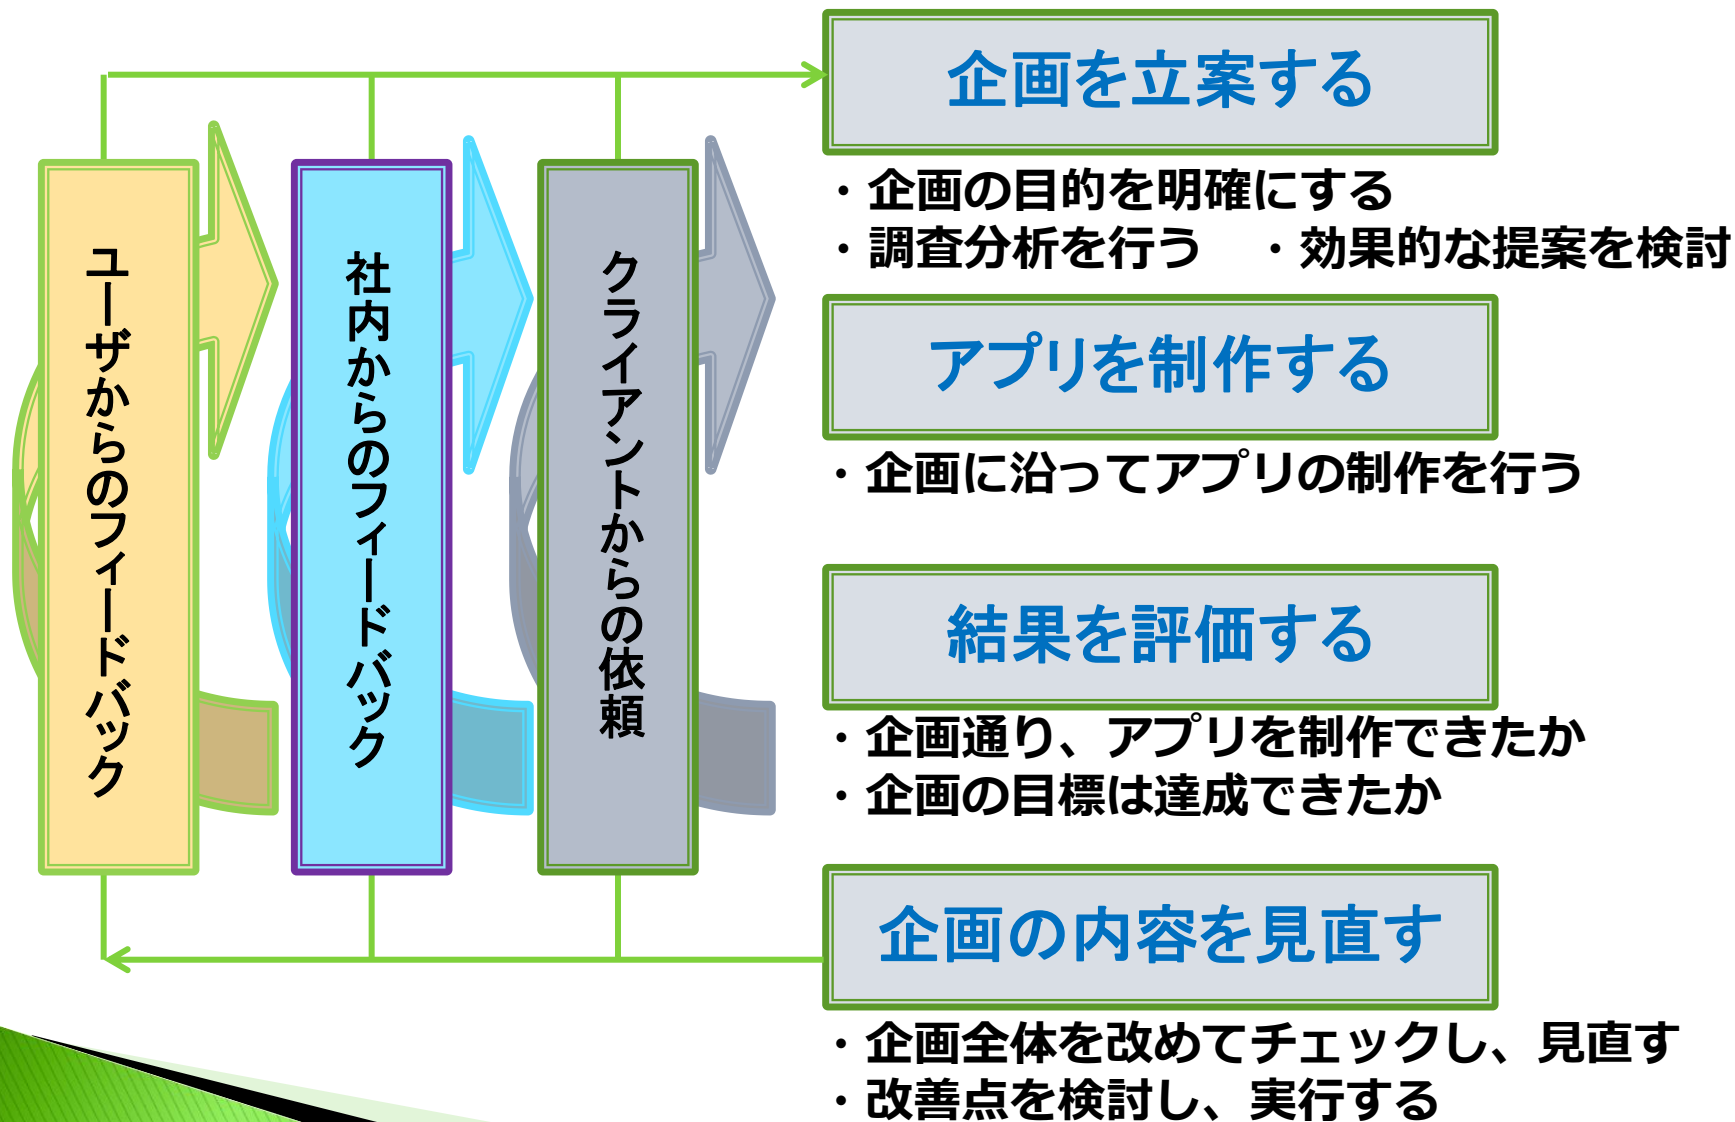 ユーザからのフィードバック
社内からのフィードバック
クライアントからの依頼
企画を立案する
・企画の目的を明確にする
・調査分析を行う　・効果的な提案を検討
アプリを制作する
・企画に沿ってアプリの制作を行う
結果を評価する
・企画通り、アプリを制作できたか
・企画の目標は達成できたか
企画の内容を見直す
・企画全体を改めてチェックし、見直す
・改善点を検討し、実行する